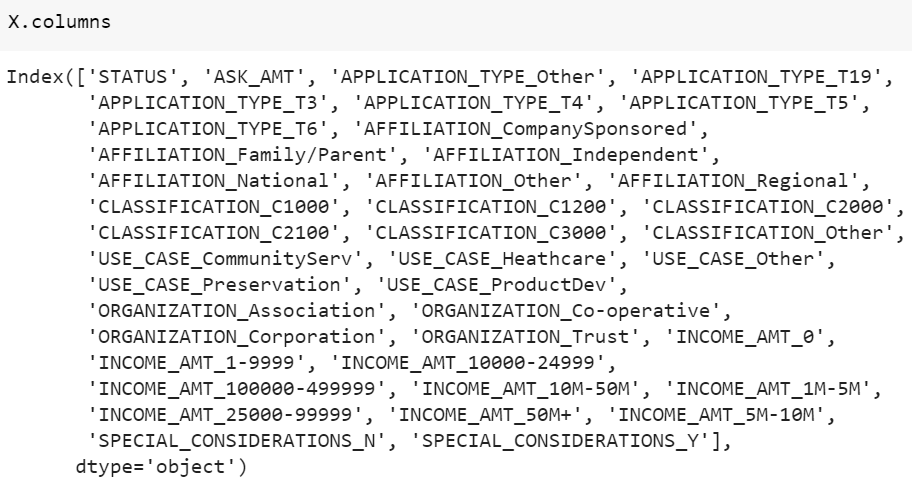 X.columns
Index(['STATUS', 'ASK_AMT', 'APPLICATION_TYPE_Other', 'APPLICATION_TYPE_T19',
'APPLICATION_TYPE_T3', 'APPLICATION_TYPE_T4', 'APPLICATION_TYPE_T5',
'APPLICATION_TYPE_T6', 'AFFILIATION_CompanySponsored',
'AFFILIATION_Family/Parent', 'AFFILIATION_Independent',
'AFFILIATION_National', 'AFFILIATION_Other', 'AFFILIATION_Regional',
'CLASSIFICATION_C1000', 'CLASSIFICATION_C1200', 'CLASSIFICATION_C2000',
'CLASSIFICATION_C2100', 'CLASSIFICATION_C3000', 'CLASSIFICATION_Other',
'USE_CASE_CommunityServ', 'USE_CASE_Heathcare', 'USE_CASE_Other',
'USE_CASE_Preservation', 'USE_CASE_ProductDev',
'ORGANIZATION_Association', 'ORGANIZATION_Co-operative',
'ORGANIZATION_Corporation', 'ORGANIZATION_Trust', 'INCOME_AMT_0',
'INCOME_AMT_1-9999', 'INCOME_AMT_10000-24999',
'INCOME_AMT_100000-499999', 'INCOME_AMT_10M-50M', 'INCOME_AMT_1M-5M',
'INCOME_AMT_25000-99999', 'INCOME_AMT_50M+', 'INCOME_AMT_5M-10M',
'SPECIAL_CONSIDERATIONS_N', 'SPECIAL_CONSIDERATIONS_Y'],
dtype='object')